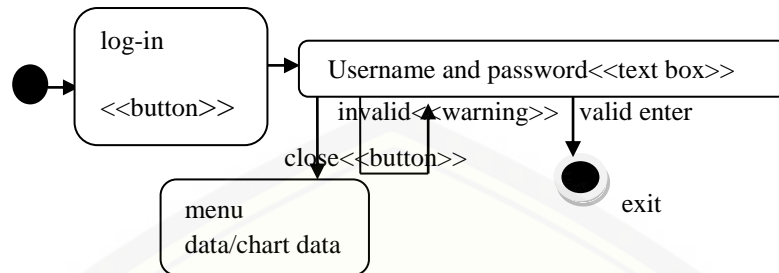 log-in
<<button>>
Username and password<<text box>>
invalid<<warning>>
valid enter
close<<button>>
menu
data/chart data
exit